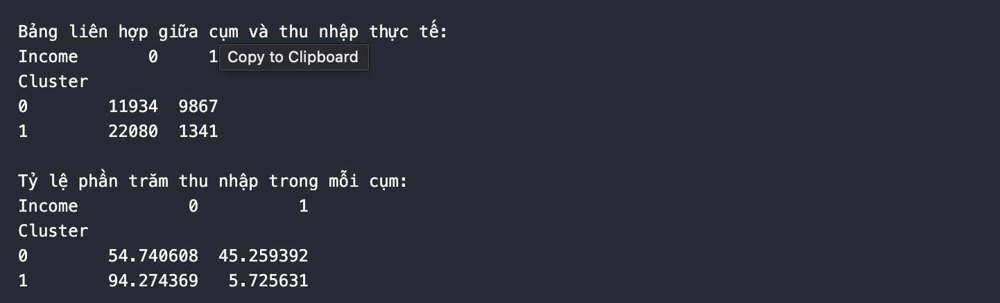 Bảng liên hợp giữa cụm và thu nhập thực tế:
Income 0 1
Copy to Clipboard
Cluster
0 11934 9867
1 22080 1341
Tỷ lệ phần trăm thu nhập trong mỗi cụm:
Income 0 1
Cluster
0 54.740608 45.259392
1 94.274369 5.725631